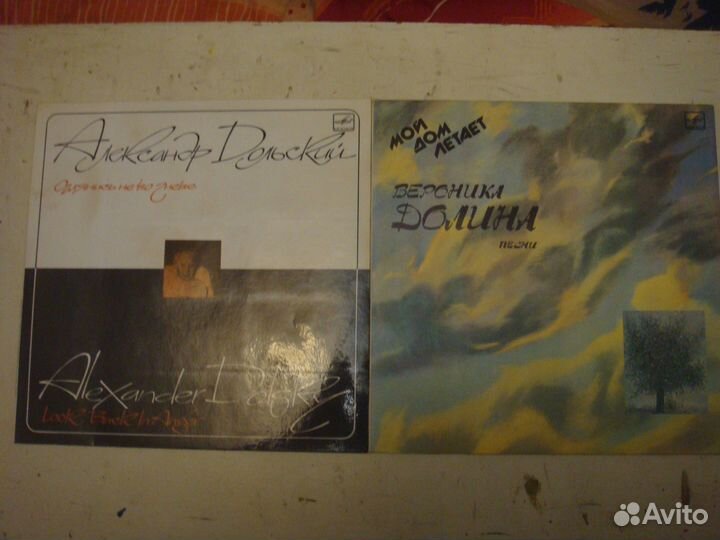 Александр Дольский
Оглянись не во гневе
Alexander Dolsky
Look Back In Anger
МОЙ
ДОМ
ЛЕТАЕТ
ВЕРОНИКА
ДОЛИНА
песни
Avito